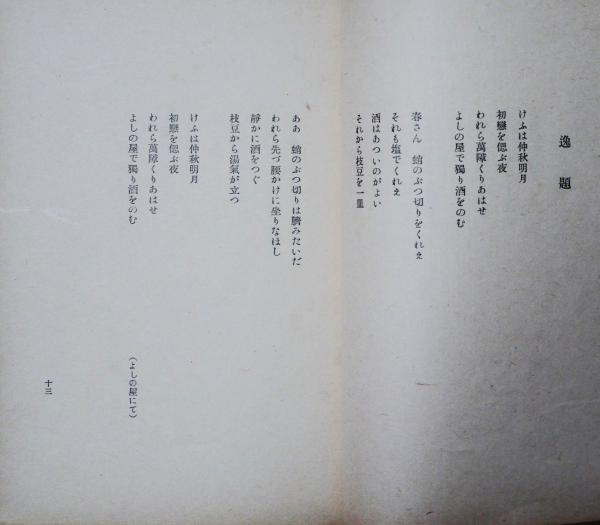 逸題
けふは仲秋明月
初戀を偲ぶ夜
われら萬障くりあはせ
よしの屋で獨り酒をのむ
春さん　蛸のぶつ切りをくれえ
それも塩でくれえ
酒はあついのがよい
それから枝豆を一皿
ああ　蛸のぶつ切りは臍みたいだ
われら先づ腰かけに坐りなほし
靜かに酒をつぐ
枝豆から湯氣が立つ
けふは仲秋明月
初戀を偲ぶ夜
われら萬障くりあはせ
よしの屋で獨り酒をのむ
（よしの屋にて）
十三